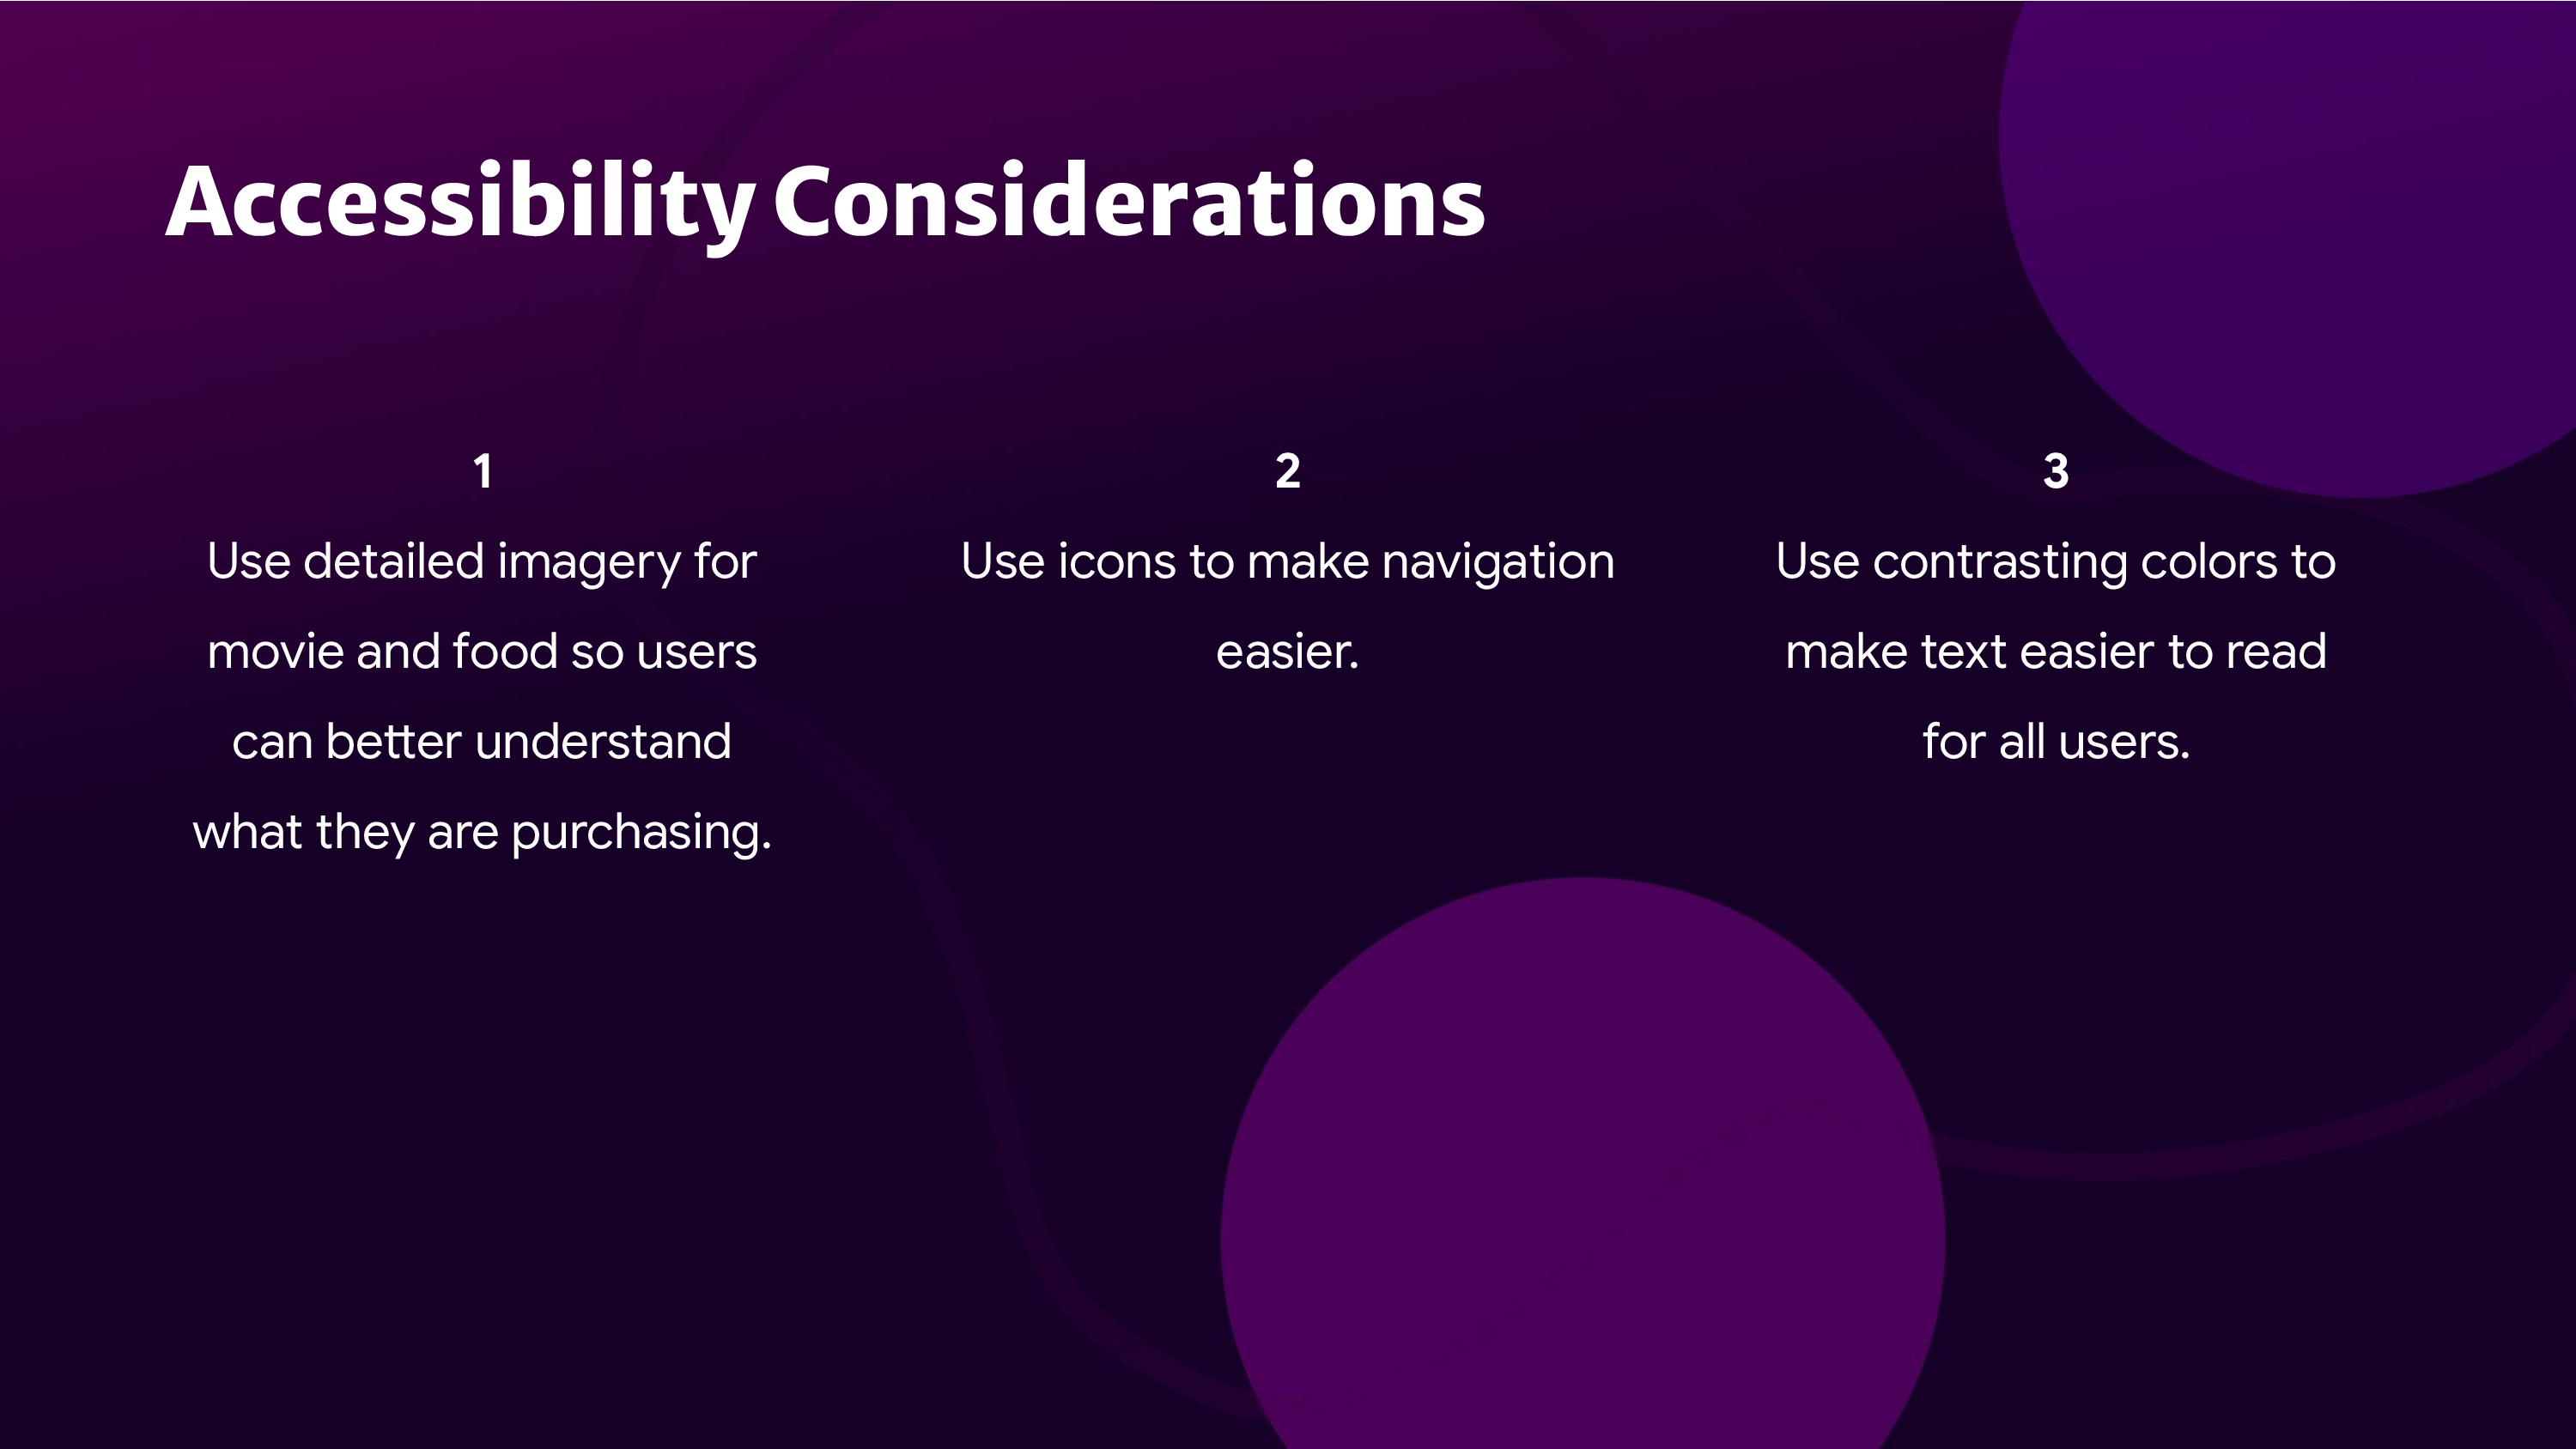 Accessibility Considerations
1
Use detailed imagery for
movie and food so users
can better understand
what they are purchasing.
2
Use icons to make navigation
easier.
3
Use contrasting colors to
make text easier to read
for all users.